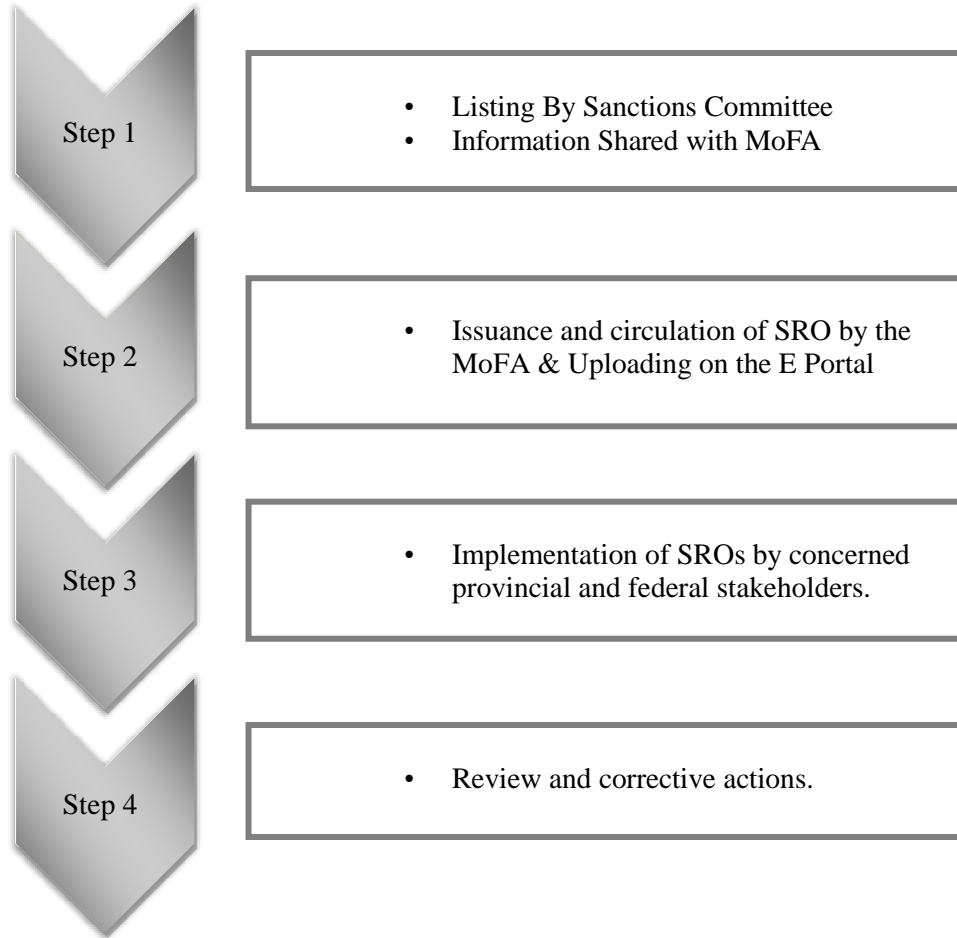 Step 1
• Listing By Sanctions Committee
• Information Shared with MoFA
Step 2
• Issuance and circulation of SRO by the
MoFA & Uploading on the E Portal
Step 3
• Implementation of SROs by concerned
provincial and federal stakeholders.
Step 4
• Review and corrective actions.